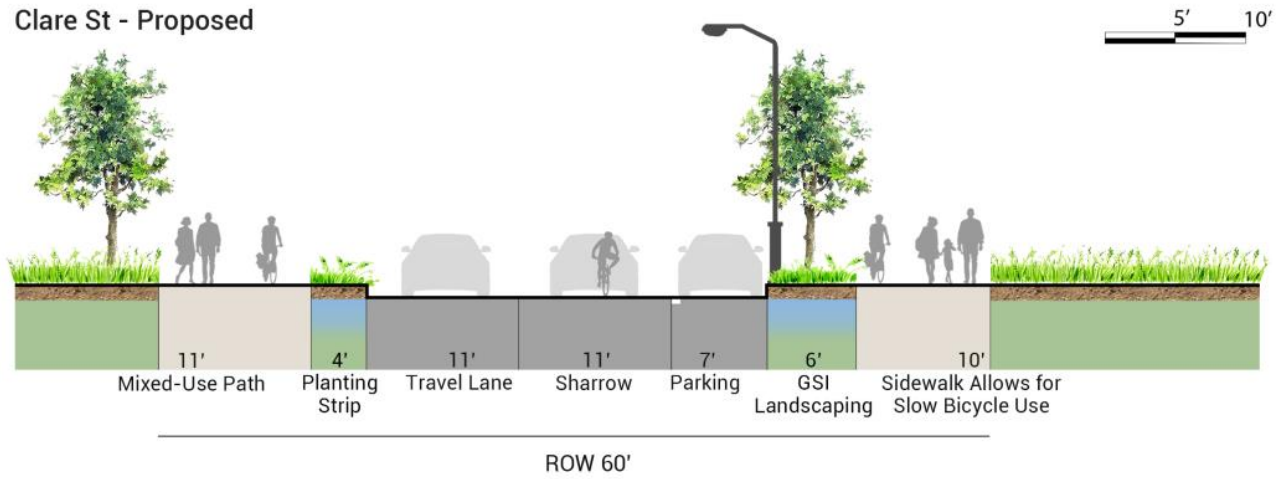 Clare St - Proposed
5' 10'
11' 4' 11' 11' 7' 6' 10'
Mixed-Use Path Planting Travel Lane Sharrow Parking GSI Sidewalk Allows for
Strip Landscaping Slow Bicycle Use
ROW 60'